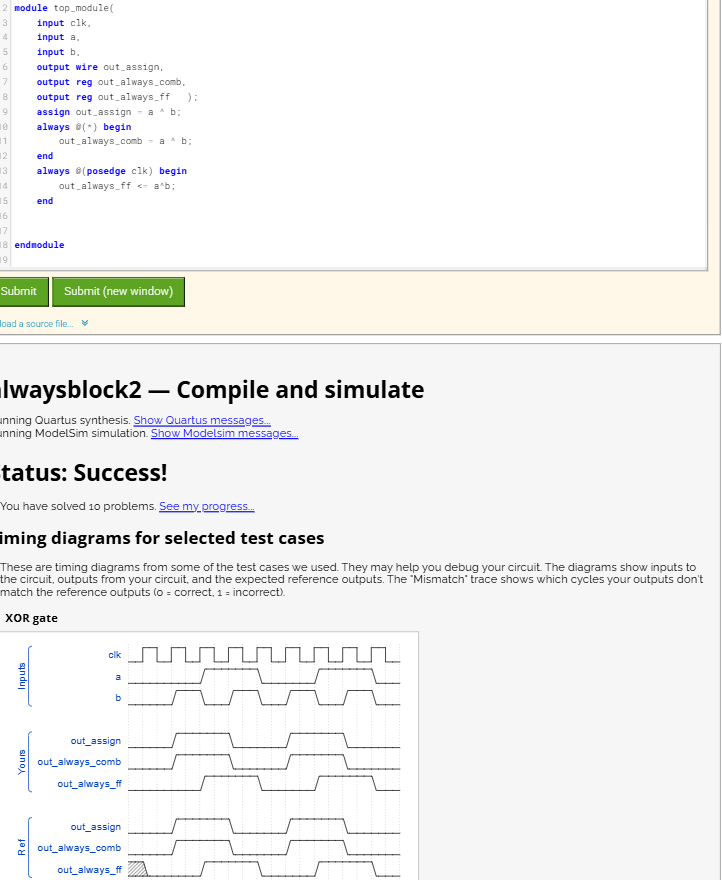 2 module top_module(
3 input clk,
4 input a,
5 input b,
6 output wire out_assign,
7 output reg out_always_comb,
8 output reg out_always_ff );
9 assign out_assign = a ^ b;
10 always @(*) begin
11 out_always_comb = a ^ b;
12 end
13 always @(posedge clk) begin
14 out_always_ff <= a^b;
15 end
16
17
18 endmodule
19
Submit Submit (new window)
load a source file...
alwaysblock2 — Compile and simulate
unning Quartus synthesis. Show Quartus messages...
unning ModelSim simulation. Show Modelsim messages...
tatus: Success!
You have solved 10 problems. See my progress...
iming diagrams for selected test cases
These are timing diagrams from some of the test cases we used. They may help you debug your circuit. The diagrams show inputs to
the circuit, outputs from your circuit, and the expected reference outputs. The "Mismatch" trace shows which cycles your outputs don't
match the reference outputs (0 = correct, 1 = incorrect).
XOR gate
Inputs
clk
a
b
Yours
out_assign
out_always_comb
out_always_ff
Ref
out_assign
out_always_comb
out_always_ff